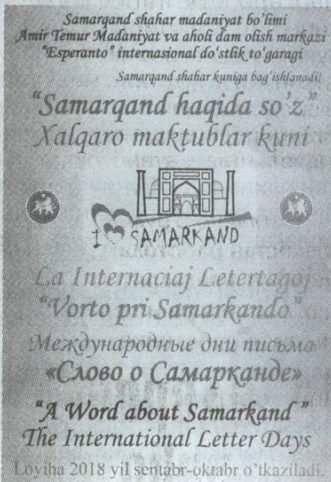 Samarqand shahar madaniyat bo'limi
Amir Temur Madaniyat va aholi dam olish markazi
"Esperanto" internasional do'stlik to'garagi
Samarqand shahar kuniga bag'ishlanadi!
"Samarqand haqida so'z"
Xalqaro maktublar kuni
I SAMARKAND
La Internaciaj Letertagoj
"Vorto pri Samarkando"
Международные дни письма
«Слово о Самарканде»
"A Word about Samarkand"
The International Letter Days
Loyiha 2018 yil sentabr-oktabr o'tkaziladi.